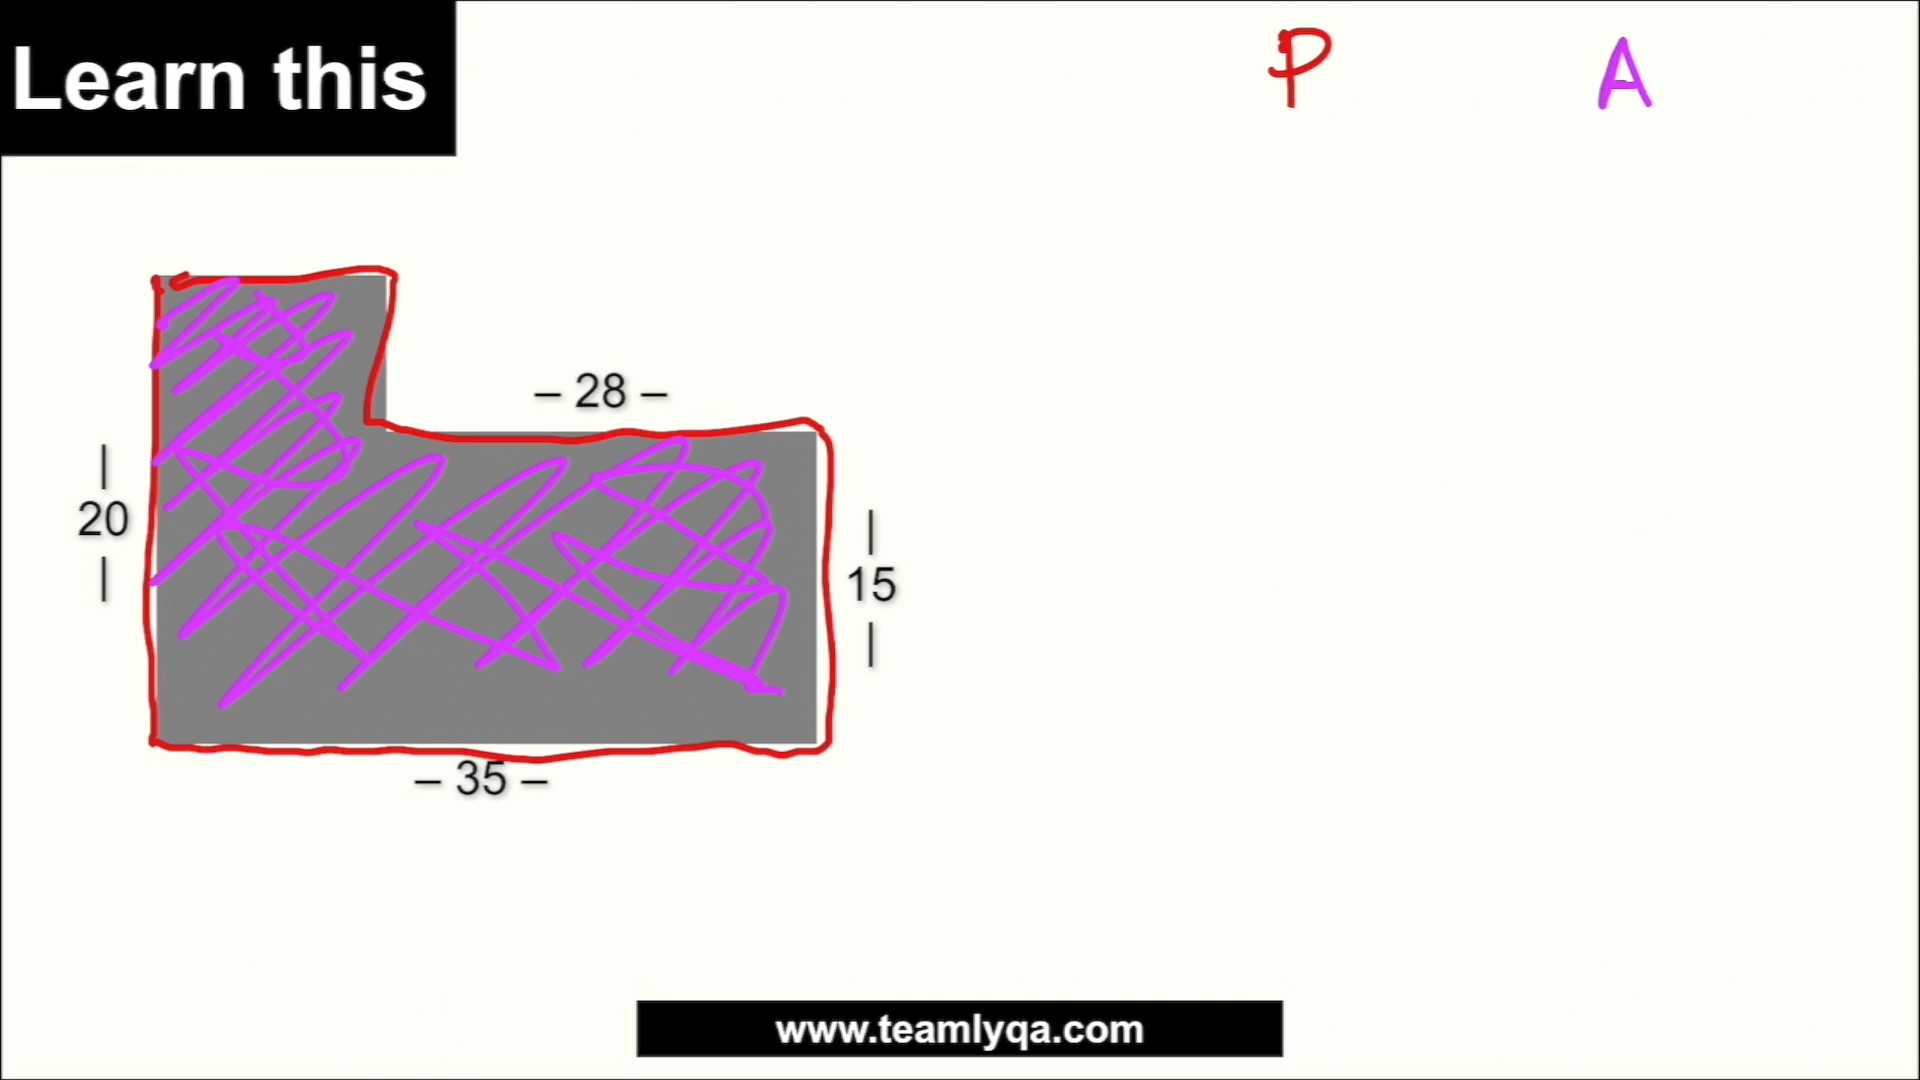 Learn this
P A
– 28 –
20
15
– 35 –
www.teamlyqa.com